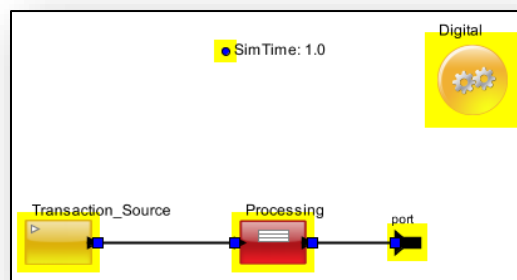 Digital
SimTime: 1.0
Transaction_Source
Processing
port